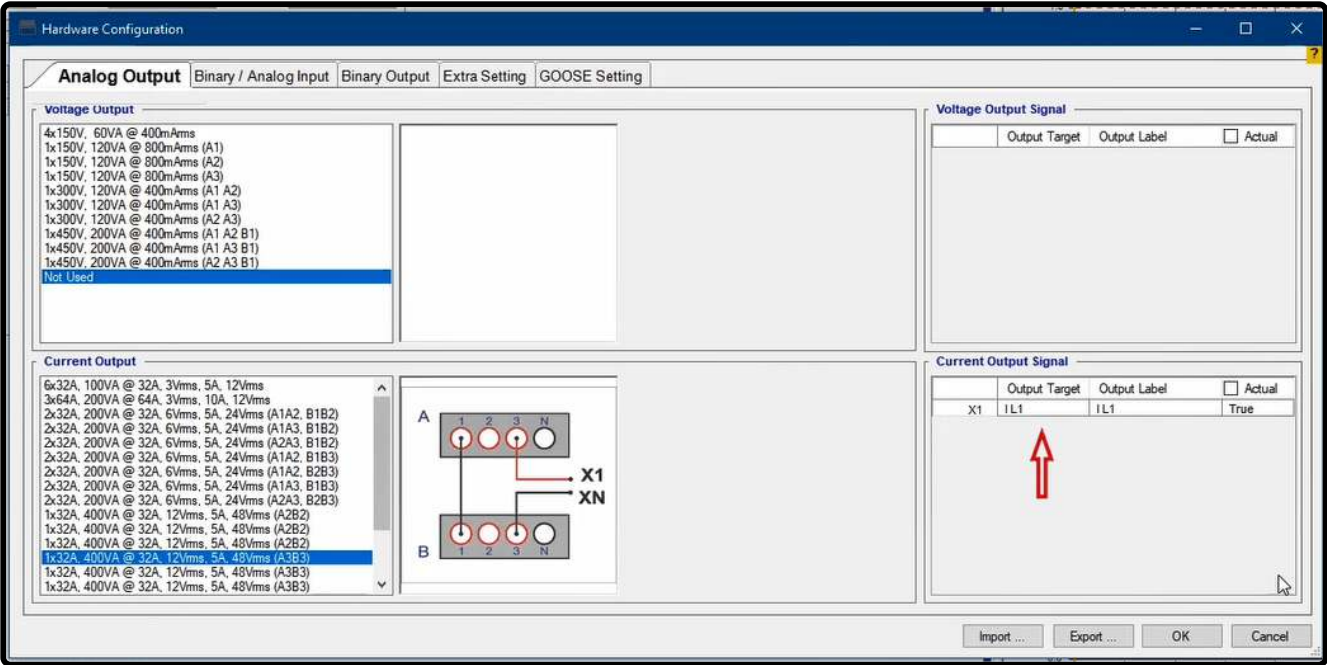 Hardware Configuration
?
Analog Output Binary / Analog Input Binary Output Extra Setting GOOSE Setting
Voltage Output
4x150V, 60VA @ 400mArms
1x150V, 120VA @ 800mArms (A1)
1x150V, 120VA @ 800mArms (A2)
1x150V, 120VA @ 800mArms (A3)
1x300V, 120VA @ 400mArms (A1 A2)
1x300V, 120VA @ 400mArms (A1 A3)
1x300V, 120VA @ 400mArms (A2 A3)
1x450V, 200VA @ 400mArms (A1 A2 B1)
1x450V, 200VA @ 400mArms (A1 A3 B1)
1x450V, 200VA @ 400mArms (A2 A3 B1)
Not Used
Voltage Output Signal
Output Target Output Label Actual
Current Output
6x32A, 100VA @ 32A, 3Vrms, 5A, 12Vrms
3x64A, 200VA @ 64A, 3Vrms, 10A, 12Vrms
2x32A, 200VA @ 32A, 6Vrms, 5A, 24Vrms (A1A2, B1B2)
2x32A, 200VA @ 32A, 6Vrms, 5A, 24Vrms (A1A3, B1B2)
2x32A, 200VA @ 32A, 6Vrms, 5A, 24Vrms (A2A3, B1B2)
2x32A, 200VA @ 32A, 6Vrms, 5A, 24Vrms (A2A3, B1B3)
2x32A, 200VA @ 32A, 6Vrms, 5A, 24Vrms (A1A2, B2B3)
2x32A, 200VA @ 32A, 6Vrms, 5A, 24Vrms (A1A3, B1B3)
2x32A, 200VA @ 32A, 6Vrms, 5A, 24Vrms (A2A3, B2B3)
1x32A, 400VA @ 32A, 12Vrms, 5A, 48Vrms (A2B2)
1x32A, 400VA @ 32A, 12Vrms, 5A, 48Vrms (A2B2)
1x32A, 400VA @ 32A, 12Vrms, 5A, 48Vrms (A2B2)
1x32A, 400VA @ 32A, 12Vrms, 5A, 48Vrms (A3B3)
1x32A, 400VA @ 32A, 12Vrms, 5A, 48Vrms (A3B3)
1x32A, 400VA @ 32A, 12Vrms, 5A, 48Vrms (A3B3)
A 1 2 3 N
X1
XN
B 1 2 3 N
Current Output Signal
Output Target Output Label Actual
X1 I L1 I L1 True
Import ... Export ... OK Cancel